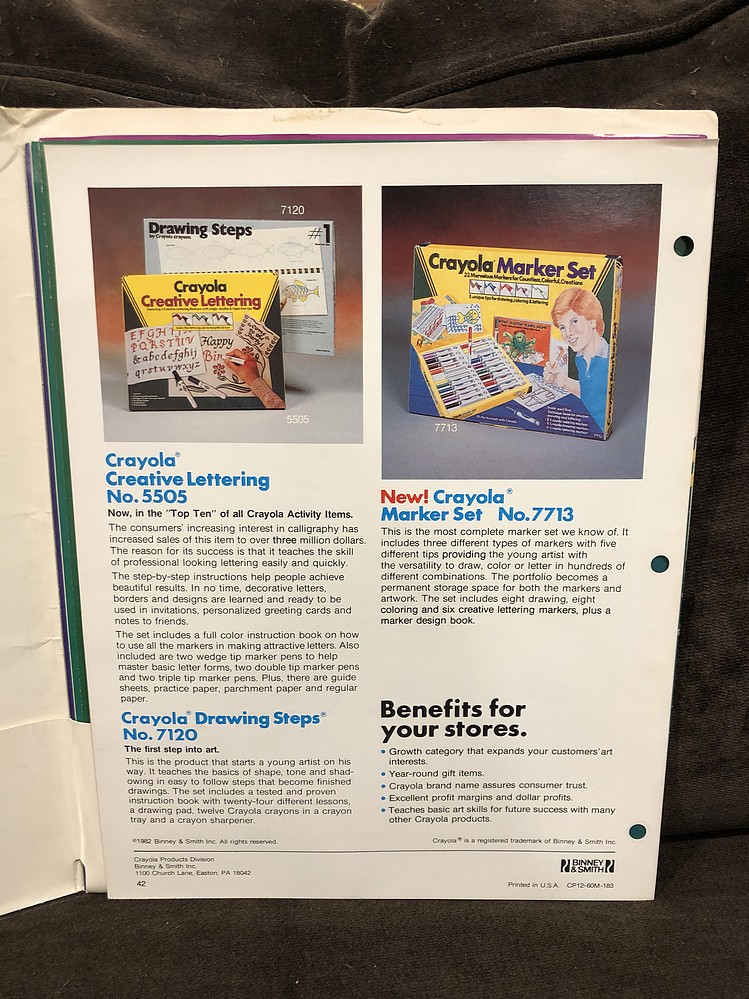 7120
Drawing Steps®
by Crayola crayons
#1
Crayola®
Creative Lettering
EFGHI
PQRSTUV
&abcdefghij
qrstuvwxyz
Happy
5505
Crayola® Marker Set
22 Marvelous Markers for Countless, Colorful, Creations
5 unique tips for drawing, coloring & lettering
7713
7713
Crayola®
Creative Lettering
No. 5505
Now, in the "Top Ten" of all Crayola Activity Items.
The consumers' increasing interest in calligraphy has
increased sales of this item to over three million dollars.
The reason for its success is that it teaches the skill
of professional looking lettering easily and quickly.
The step-by-step instructions help people achieve
beautiful results. In no time, decorative letters,
borders and designs are learned and ready to be
used in invitations, personalized greeting cards and
notes to friends.
The set includes a full color instruction book on how
to use all the markers in making attractive letters. Also
included are two wedge tip marker pens to help
master basic letter forms, two double tip marker pens
and two triple tip marker pens. Plus, there are guide
sheets, practice paper, parchment paper and regular
paper.
Crayola® Drawing Steps®
No. 7120
The first step into art.
This is the product that starts a young artist on his
way. It teaches the basics of shape, tone and shad-
owing in easy to follow steps that become finished
drawings. The set includes a tested and proven
instruction book with twenty-four different lessons,
a drawing pad, twelve Crayola crayons in a crayon
tray and a crayon sharpener.
New! Crayola®
Marker Set No.7713
This is the most complete marker set we know of. It
includes three different types of markers with five
different tips providing the young artist with
the versatility to draw, color or letter in hundreds of
different combinations. The portfolio becomes a
permanent storage space for both the markers and
artwork. The set includes eight drawing, eight
coloring and six creative lettering markers, plus a
marker design book.
Benefits for
your stores.
• Growth category that expands your customers' art
interests.
• Year-round gift items.
• Crayola brand name assures consumer trust.
• Excellent profit margins and dollar profits.
• Teaches basic art skills for future success with many
other Crayola products.
©1982 Binney & Smith Inc. All rights reserved.
Crayola® is a registered trademark of Binney & Smith Inc.
Crayola Products Division
Binney & Smith Inc.
1100 Church Lane, Easton, PA 18042
42
BINNEY
& SMITH®
Printed in U.S.A. CP12-60M-183